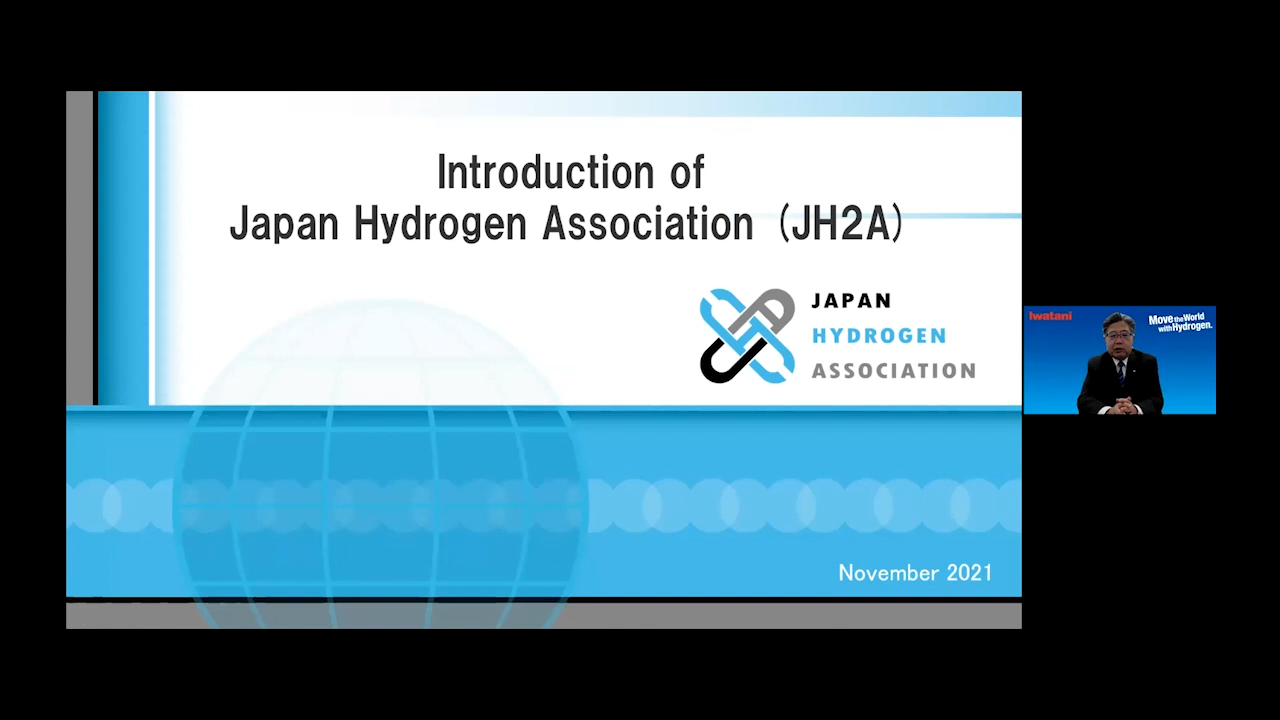 Introduction of
Japan Hydrogen Association (JH2A)
JAPAN
HYDROGEN
ASSOCIATION
November 2021
Iwatani
Move the World
with Hydrogen.